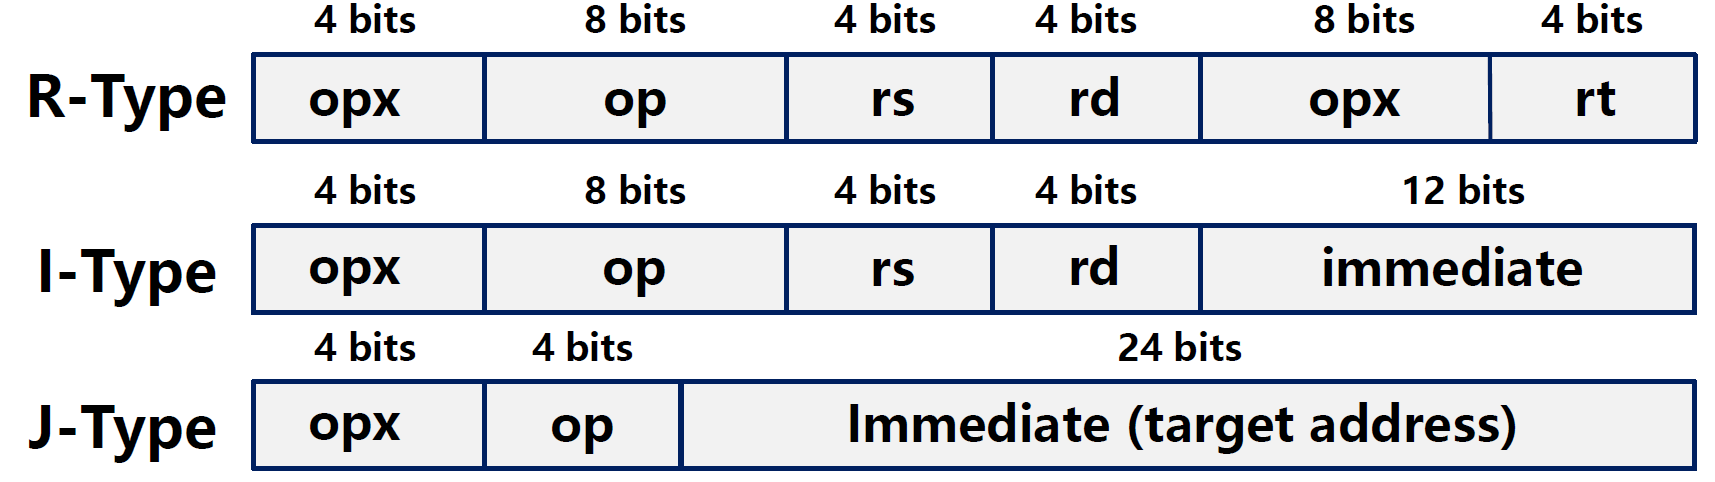 4 bits 8 bits 4 bits 4 bits 8 bits 4 bits
R-Type opx op rs rd opx rt
4 bits 8 bits 4 bits 4 bits 12 bits
I-Type opx op rs rd immediate
4 bits 4 bits 24 bits
J-Type opx op Immediate (target address)